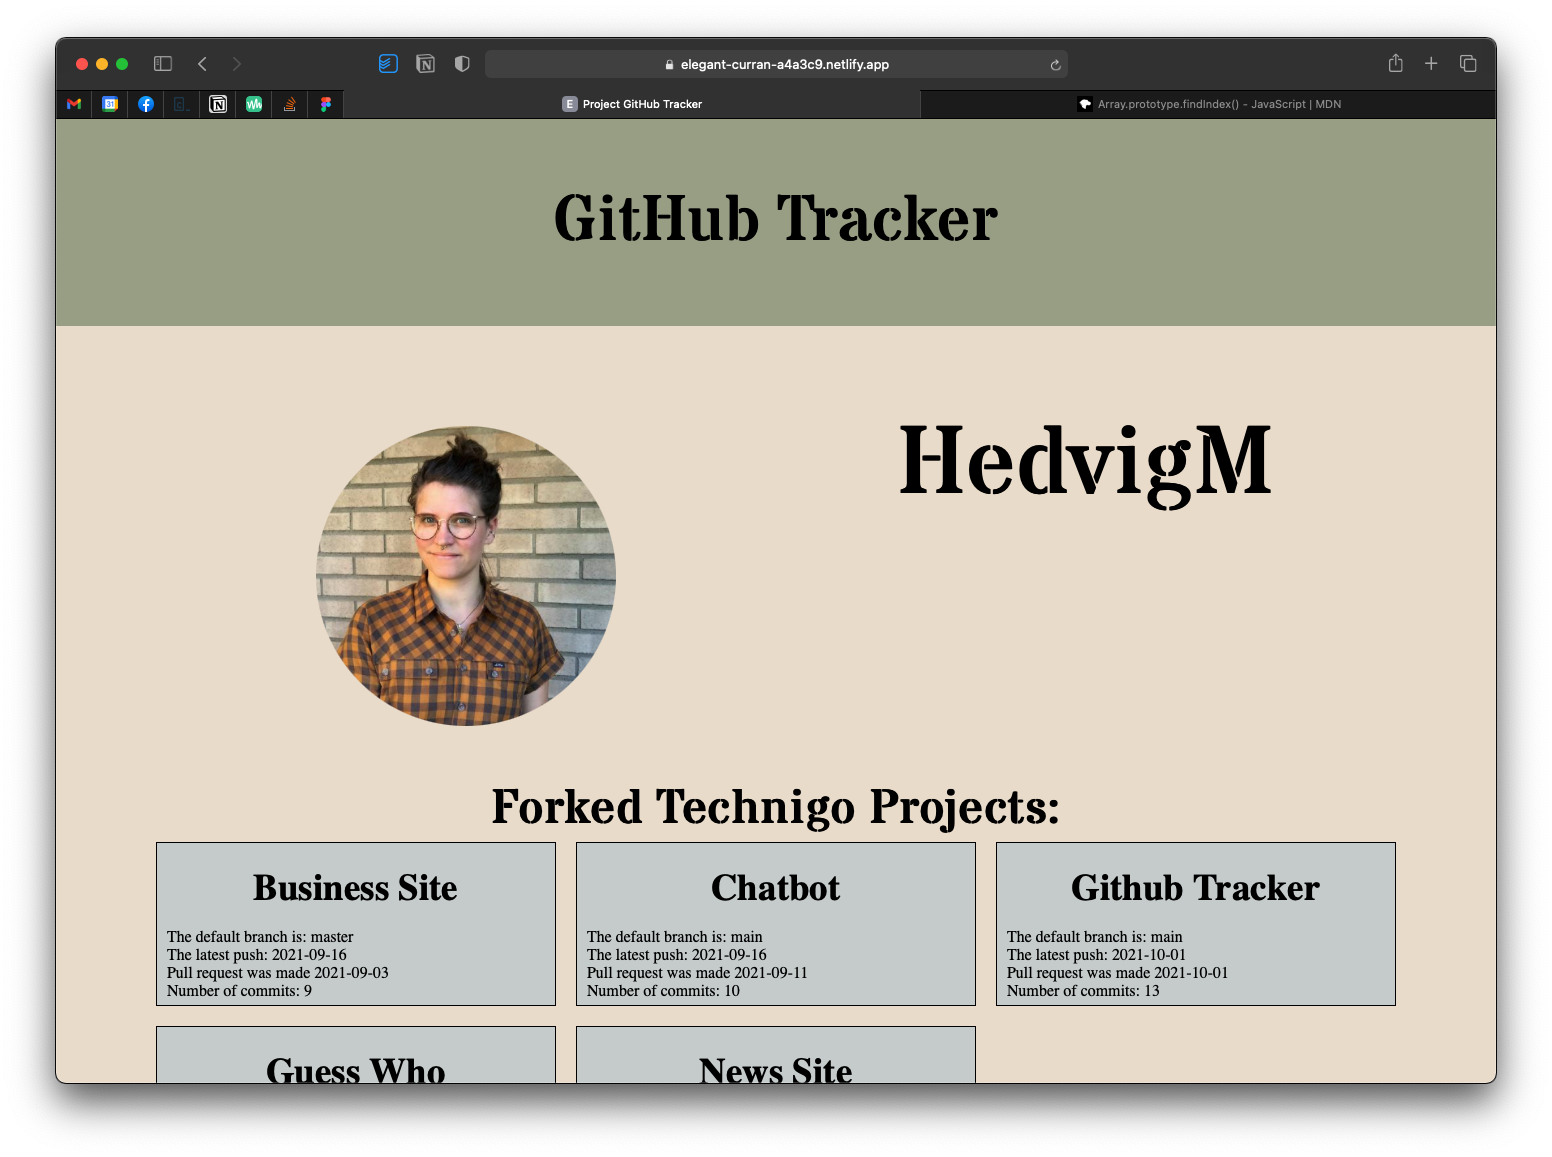 elegant-curran-a4a3c9.netlify.app
31
E Project GitHub Tracker
Array.prototype.findIndex() - JavaScript | MDN
GitHub Tracker
HedvigM
Forked Technigo Projects:
Business Site
The default branch is: master
The latest push: 2021-09-16
Pull request was made 2021-09-03
Number of commits: 9
Chatbot
The default branch is: main
The latest push: 2021-09-16
Pull request was made 2021-09-11
Number of commits: 10
Github Tracker
The default branch is: main
The latest push: 2021-10-01
Pull request was made 2021-10-01
Number of commits: 13
Guess Who
News Site